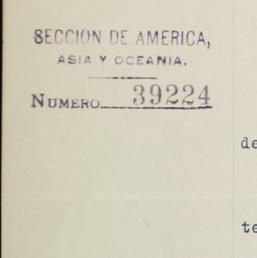 SECCION DE AMERICA,
ASIA Y OCEANIA.
NUMERO 39224
de
te